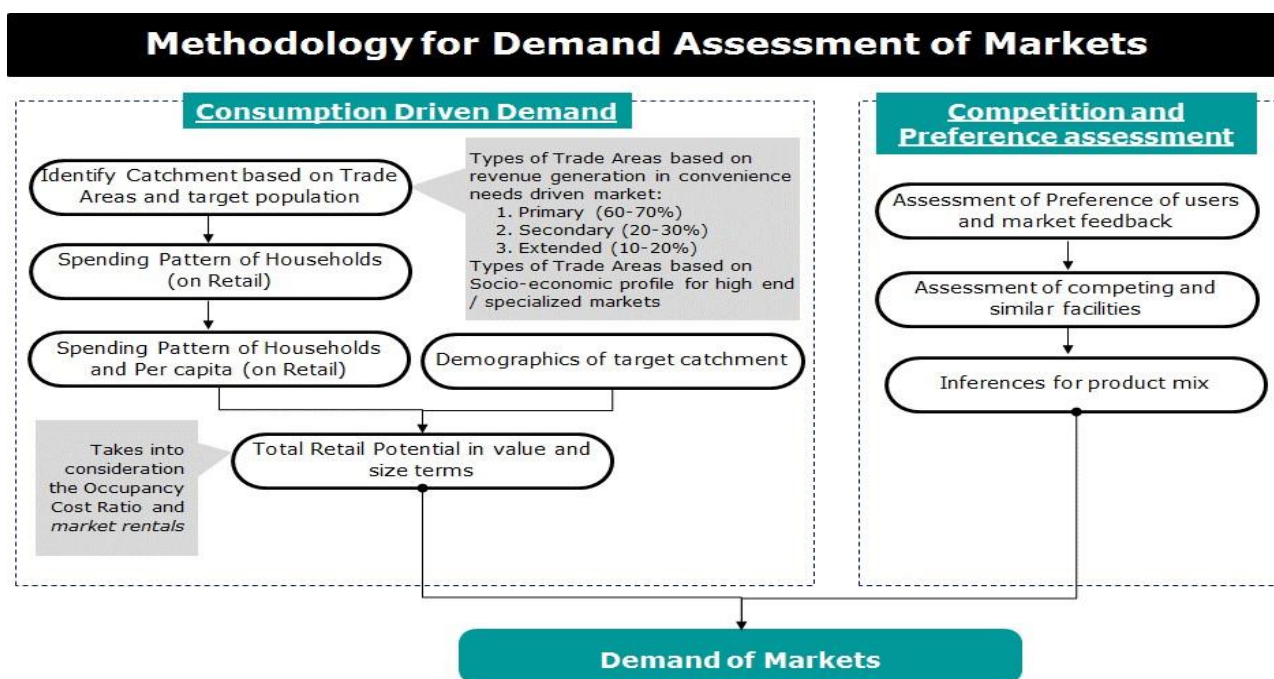 Methodology for Demand Assessment of Markets
Consumption Driven Demand
Identify Catchment based on Trade
Areas and target population
Types of Trade Areas based on
revenue generation in convenience
needs driven market:
1. Primary (60-70%)
2. Secondary (20-30%)
3. Extended (10-20%)
Types of Trade Areas based on
Socio-economic profile for high end
/ specialized markets
Spending Pattern of Households
(on Retail)
Spending Pattern of Households
and Per capita (on Retail)
Demographics of target catchment
Takes into
consideration
the Occupancy
Cost Ratio and
market rentals
Total Retail Potential in value and
size terms
Competition and
Preference assessment
Assessment of Preference of users
and market feedback
Assessment of competing and
similar facilities
Inferences for product mix
Demand of Markets